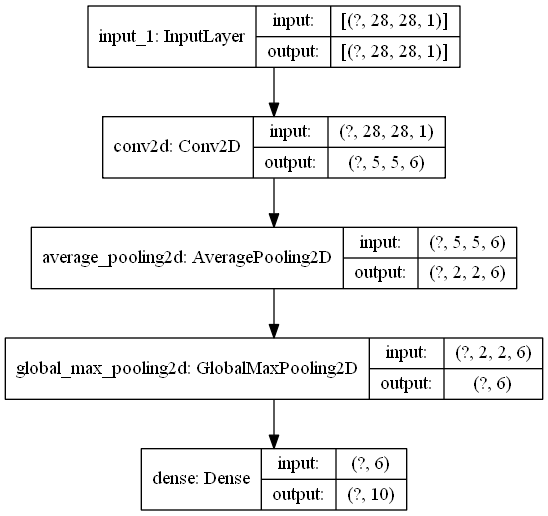 input_1: InputLayer
input: [(?, 28, 28, 1)]
output: [(?, 28, 28, 1)]
conv2d: Conv2D
input: (?, 28, 28, 1)
output: (?, 5, 5, 6)
average_pooling2d: AveragePooling2D
input: (?, 5, 5, 6)
output: (?, 2, 2, 6)
global_max_pooling2d: GlobalMaxPooling2D
input: (?, 2, 2, 6)
output: (?, 6)
dense: Dense
input: (?, 6)
output: (?, 10)